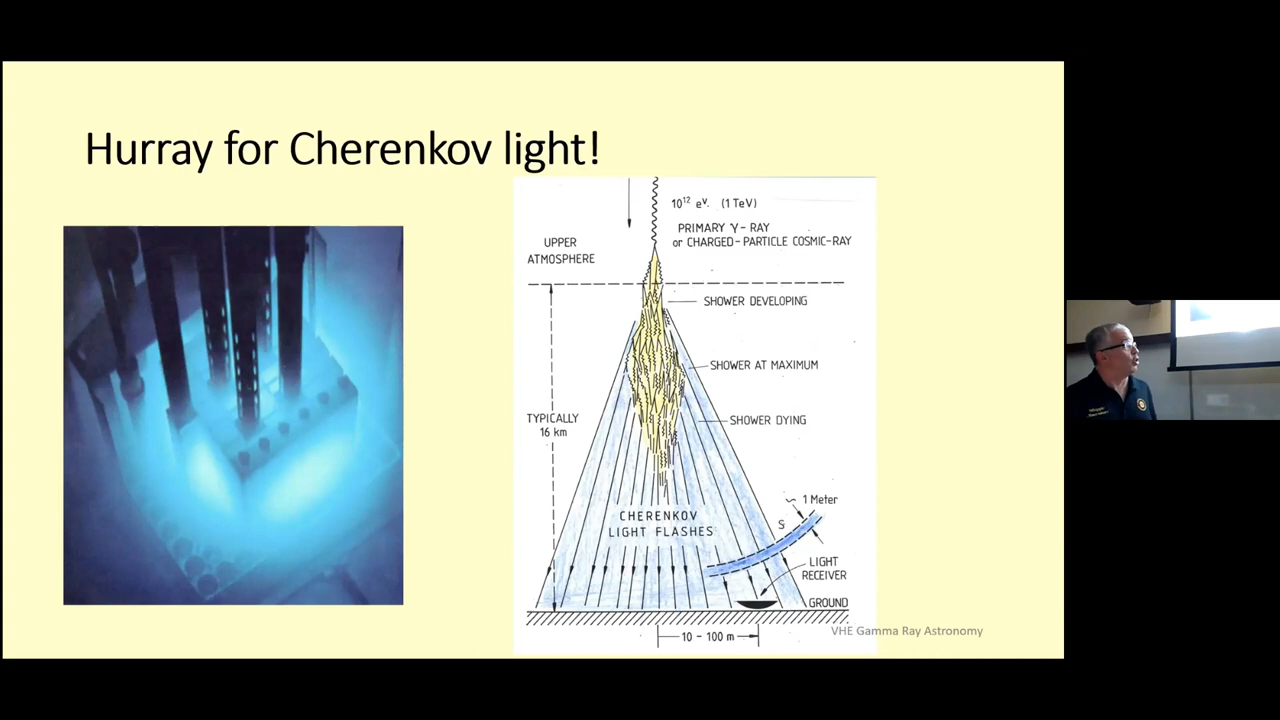 Hurray for Cherenkov light!
10¹² eV. (1 TeV)
PRIMARY γ-RAY
or CHARGED-PARTICLE COSMIC-RAY
UPPER
ATMOSPHERE
SHOWER DEVELOPING
SHOWER AT MAXIMUM
TYPICALLY
16 km
SHOWER DYING
~ 1 Meter
S
CHERENKOV
LIGHT FLASHES
LIGHT
RECEIVER
GROUND
10 - 100 m
VHE Gamma Ray Astronomy